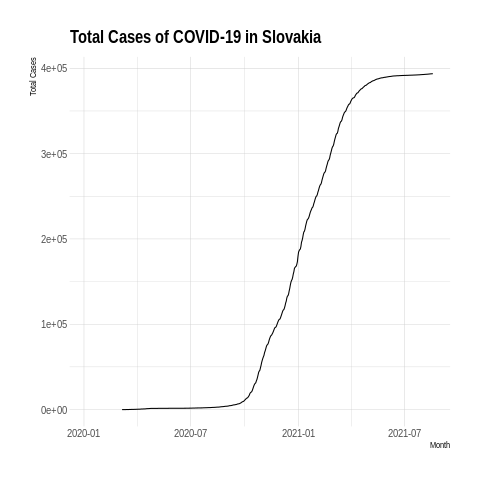 Total Cases of COVID-19 in Slovakia
Total Cases
4e+05
3e+05
2e+05
1e+05
0e+00
2020-01 2020-07 2021-01 2021-07
Month